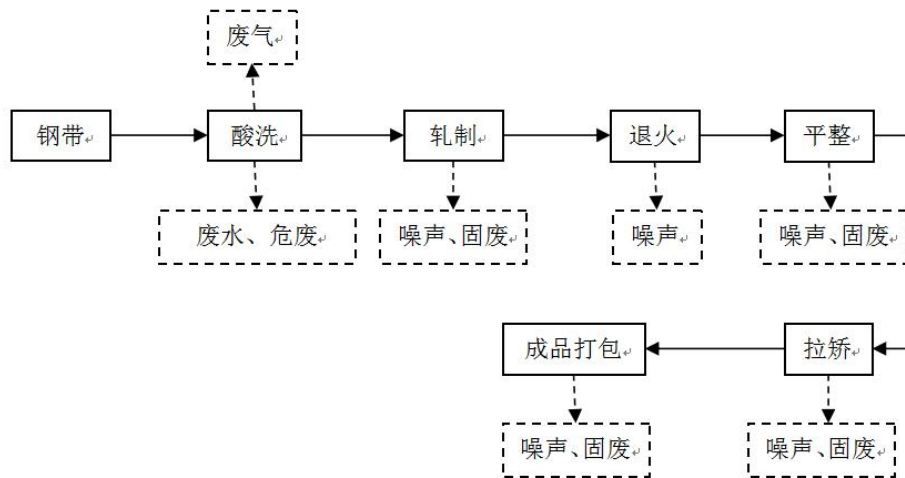 废气
钢带
酸洗
轧制
退火
平整
废水、危废
噪声、固废
噪声
噪声、固废
成品打包
拉矫
噪声、固废
噪声、固废